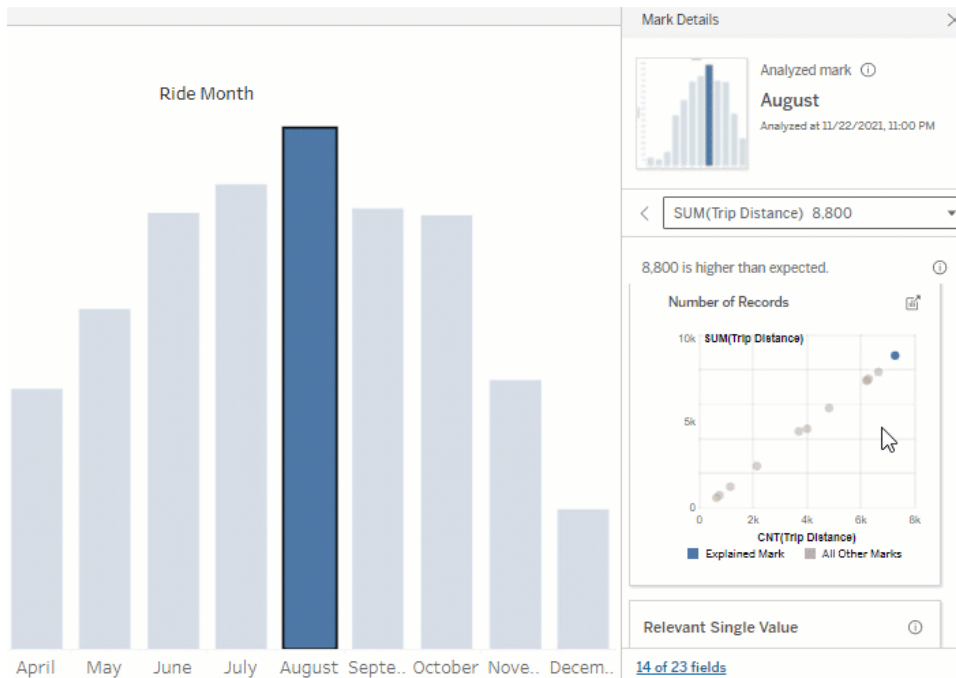 Ride Month
April May June July August Septe.. October Nove.. Decem..
Mark Details
Analyzed mark
August
Analyzed at 11/22/2021, 11:00 PM
SUM(Trip Distance) 8,800
8,800 is higher than expected.
Number of Records
10k SUM(Trip Distance)
5k
0
0 2k 4k 6k 8k
CNT(Trip Distance)
Explained Mark All Other Marks
Relevant Single Value
14 of 23 fields